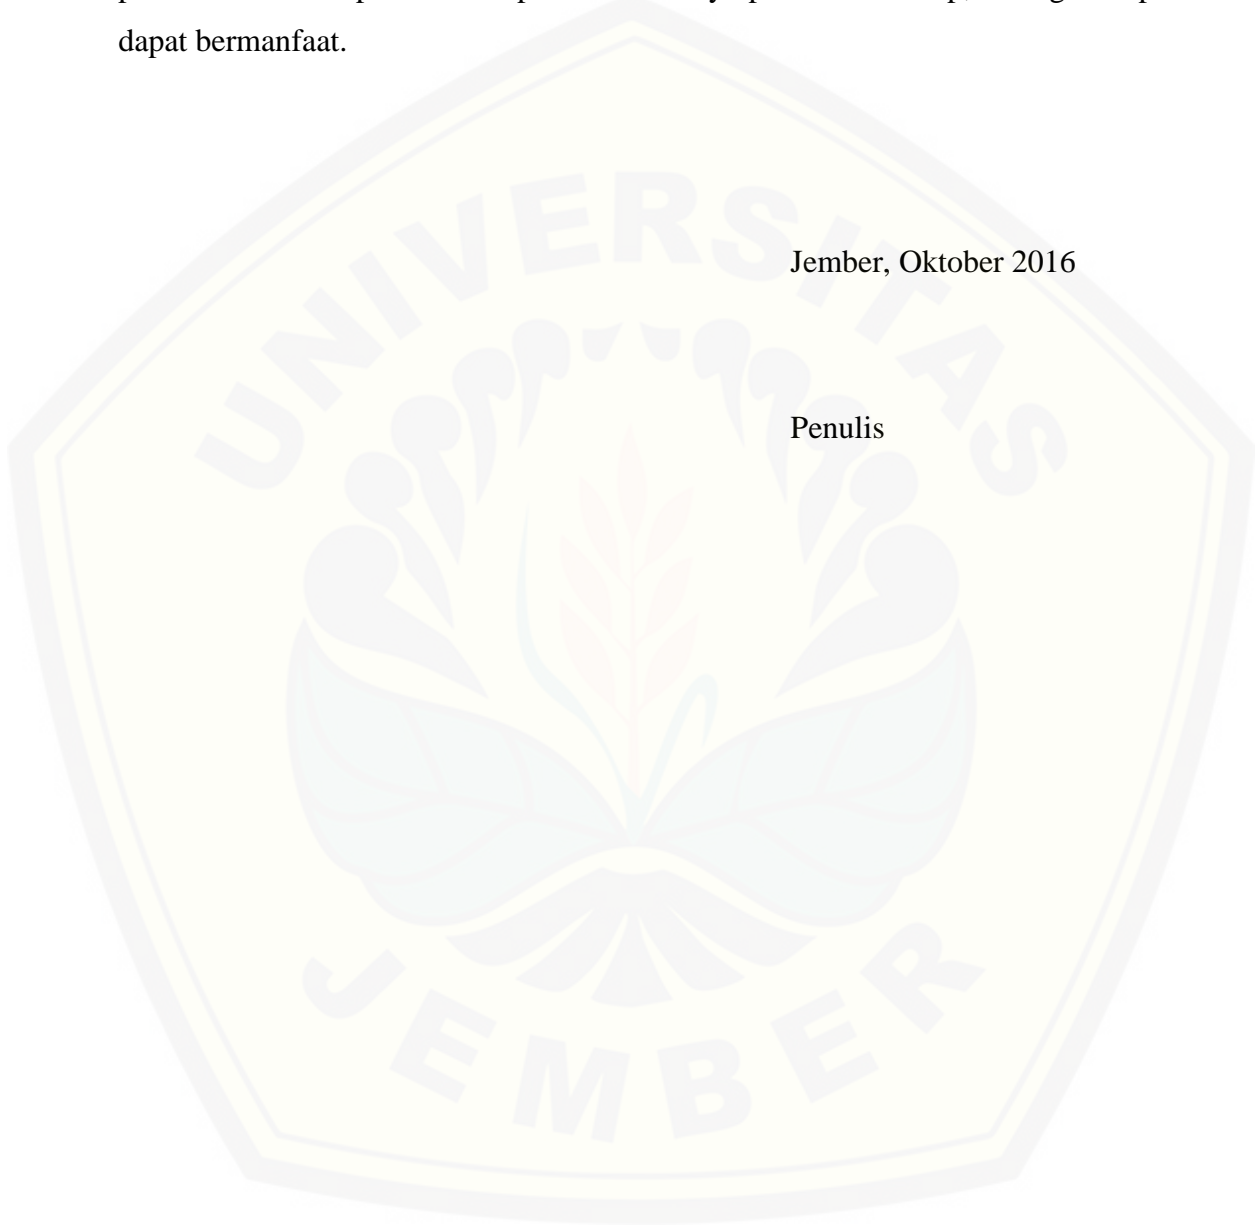 dapat bermanfaat.
UNIVERSITAS
Jember, Oktober 2016
Penulis
JEMBER